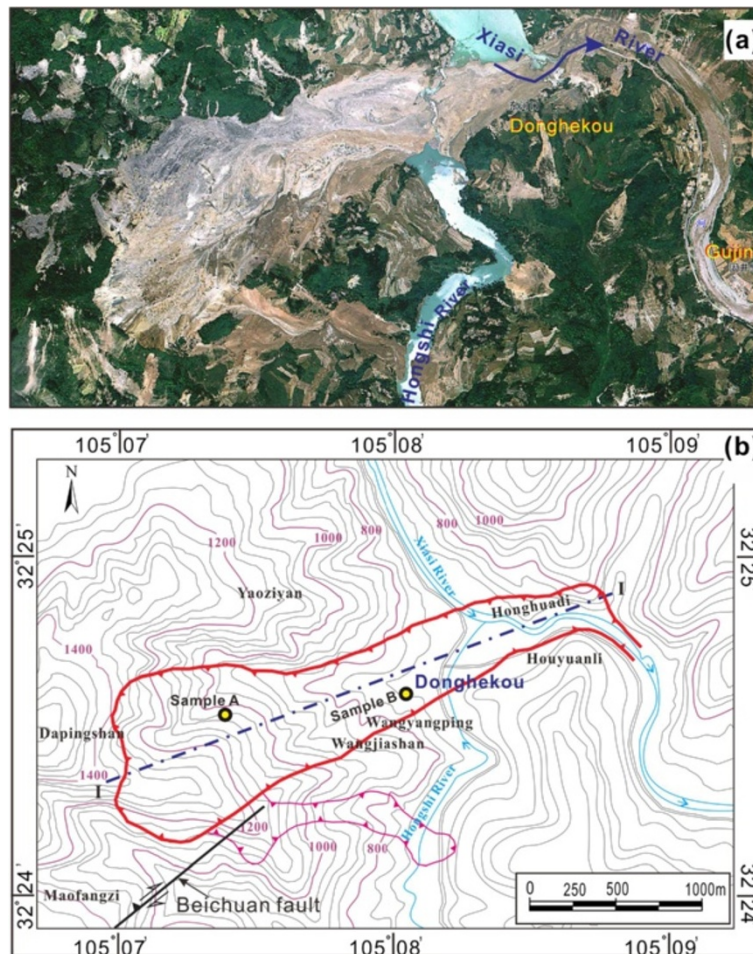 (a)
Xiasi River
Donghekou
Gujin
Hongshi River
(b)
105°07' 105°08' 105°09'
N
32°25' 32°25'
1200 1000 800 800 1000
Xiasi River
Yaoziyan
Honghuadi
I
1400
Houyuanli
Donghekou
Sample A
Sample B
Wangyangping
Dapingshan
Wangjiashan
1400
I
Hongshi River
1200
1000
800
Maofangzi
Beichuan fault
32°24' 32°24'
0 250 500 1000m
105°07' 105°08' 105°09'